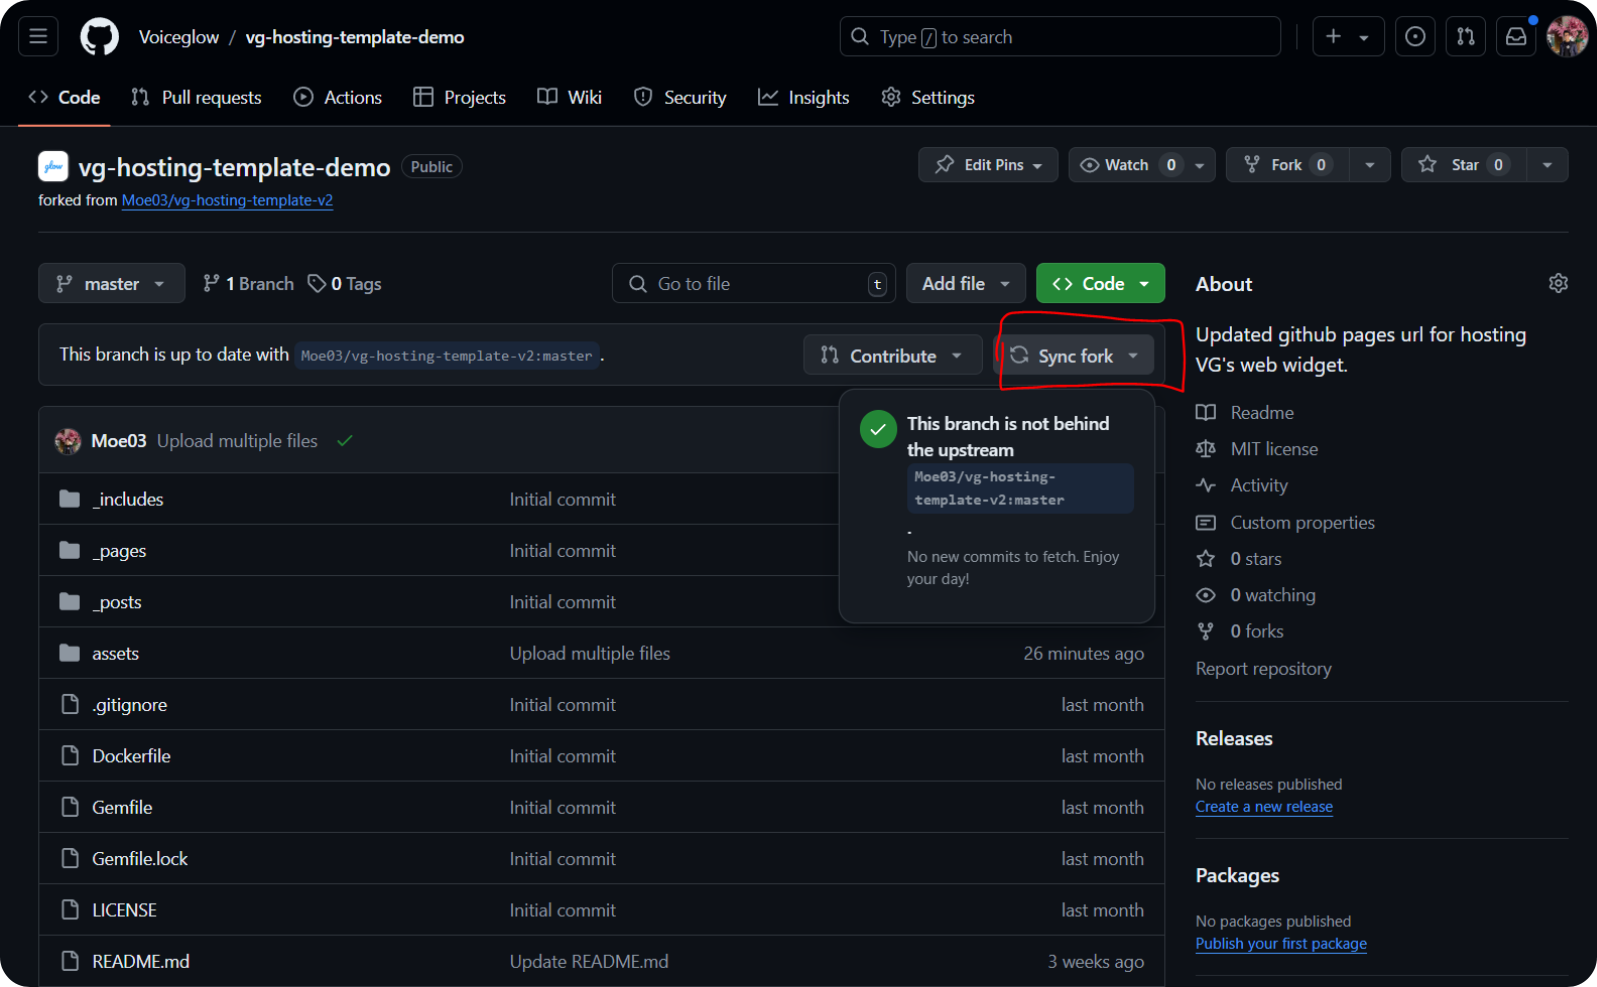 Voiceglow / vg-hosting-template-demo
Type / to search
Code Pull requests Actions Projects Wiki Security Insights Settings
glow vg-hosting-template-demo Public
Edit Pins Watch 0 Fork 0 Star 0
forked from Moe03/vg-hosting-template-v2
master 1 Branch 0 Tags
Go to file t Add file Code
This branch is up to date with Moe03/vg-hosting-template-v2:master .
Contribute Sync fork
This branch is not behind
the upstream
Moe03/vg-hosting-
template-v2:master
.
No new commits to fetch. Enjoy
your day!
Moe03 Upload multiple files
_includes Initial commit
_pages Initial commit
_posts Initial commit
assets Upload multiple files 26 minutes ago
.gitignore Initial commit last month
Dockerfile Initial commit last month
Gemfile Initial commit last month
Gemfile.lock Initial commit last month
LICENSE Initial commit last month
README.md Update README.md 3 weeks ago
About
Updated github pages url for hosting
VG's web widget.
Readme
MIT license
Activity
Custom properties
0 stars
0 watching
0 forks
Report repository
Releases
No releases published
Create a new release
Packages
No packages published
Publish your first package